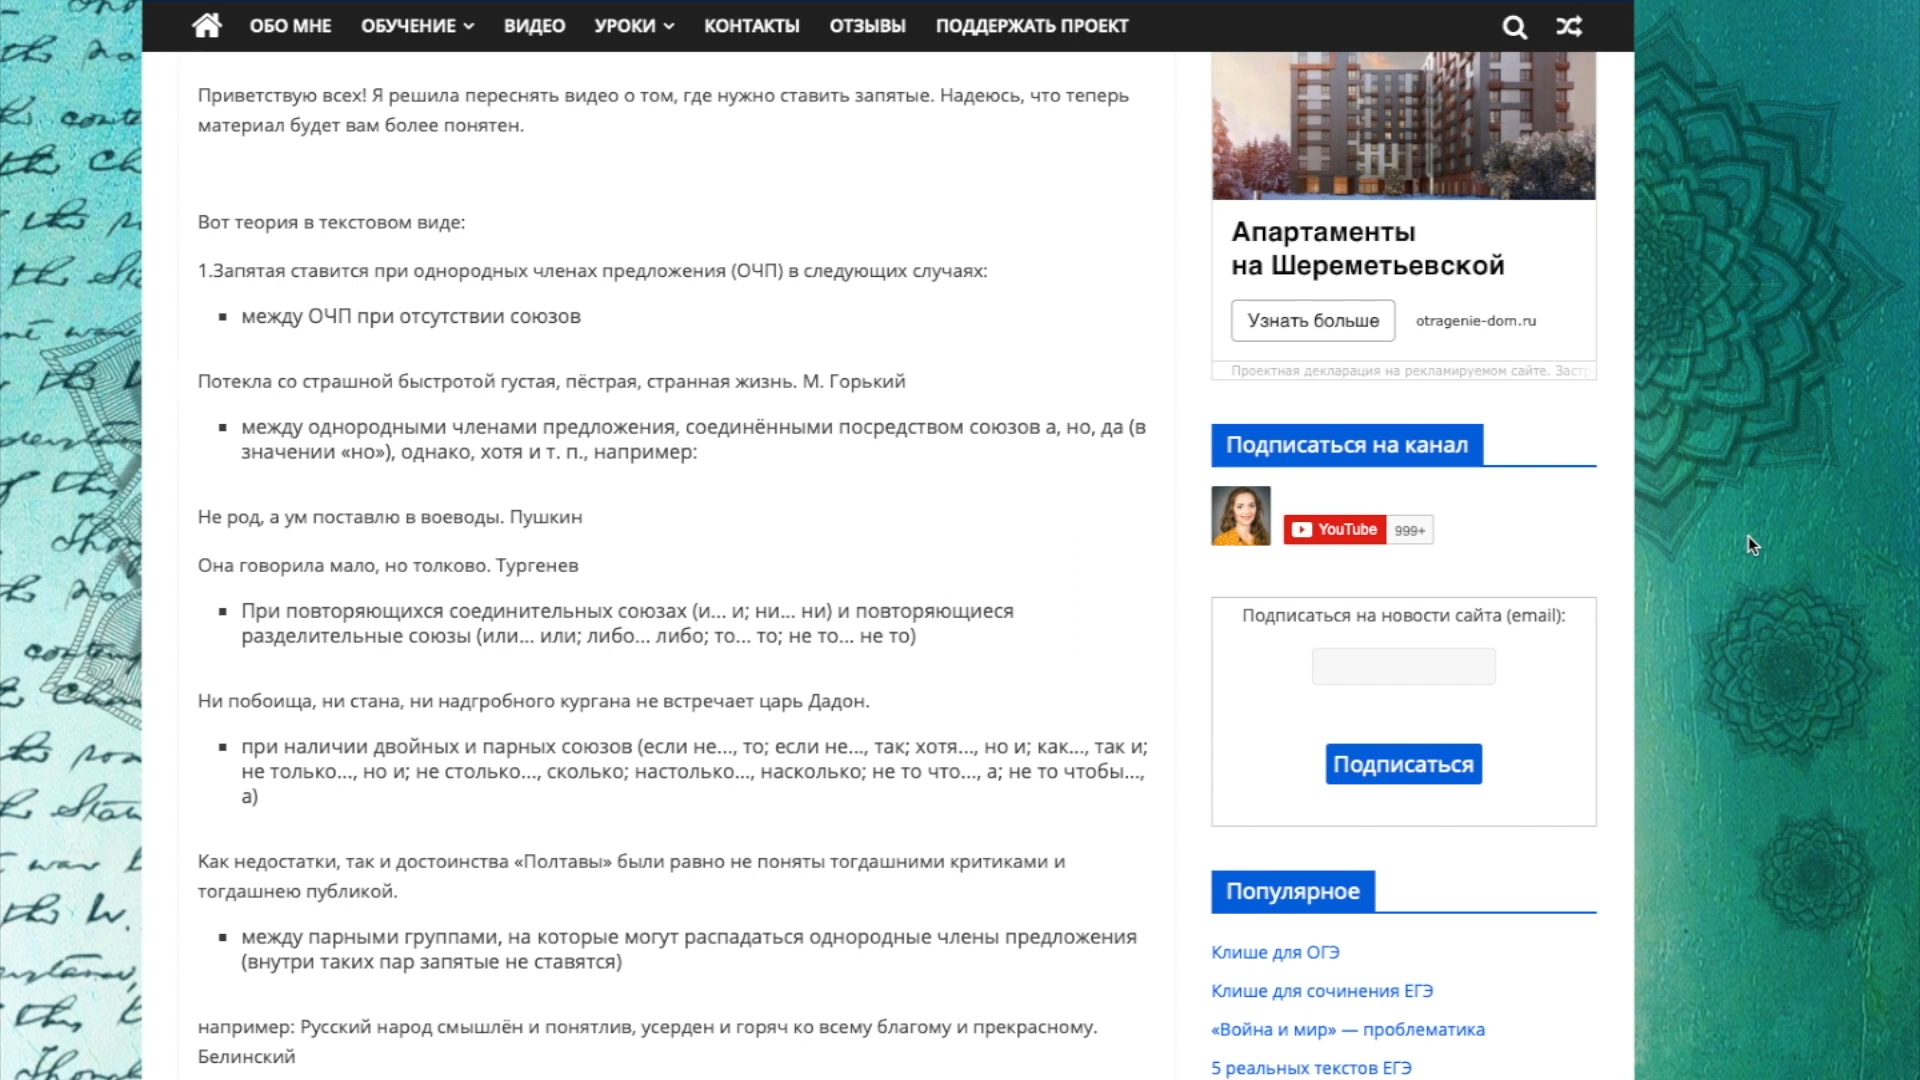 ОБО МНЕ ОБУЧЕНИЕ ВИДЕО УРОКИ КОНТАКТЫ ОТЗЫВЫ ПОДДЕРЖАТЬ ПРОЕКТ
Приветствую всех! Я решила переснять видео о том, где нужно ставить запятые. Надеюсь, что теперь
материал будет вам более понятен.
Вот теория в текстовом виде:
1.Запятая ставится при однородных членах предложения (ОЧП) в следующих случаях:
▪ между ОЧП при отсутствии союзов
Потекла со страшной быстротой густая, пёстрая, странная жизнь. М. Горький
▪ между однородными членами предложения, соединёнными посредством союзов а, но, да (в
значении «но»), однако, хотя и т. п., например:
Не род, а ум поставлю в воеводы. Пушкин
Она говорила мало, но толково. Тургенев
▪ При повторяющихся соединительных союзах (и... и; ни... ни) и повторяющиеся
разделительные союзы (или... или; либо... либо; то... то; не то... не то)
Ни побоища, ни стана, ни надгробного кургана не встречает царь Дадон.
▪ при наличии двойных и парных союзов (если не..., то; если не..., так; хотя..., но и; как..., так и;
не только..., но и; не столько..., сколько; настолько..., насколько; не то что..., а; не то чтобы...,
а)
Как недостатки, так и достоинства «Полтавы» были равно не поняты тогдашними критиками и
тогдашнею публикой.
▪ между парными группами, на которые могут распадаться однородные члены предложения
(внутри таких пар запятые не ставятся)
например: Русский народ смышлён и понятлив, усерден и горяч ко всему благому и прекрасному.
Белинский
Апартаменты
на Шереметьевской
Узнать больше otragenie-dom.ru
Проектная декларация на рекламируемом сайте. Застр
Подписаться на канал
YouTube 999+
Подписаться на новости сайта (email):
Подписаться
Популярное
Клише для ОГЭ
Клише для сочинения ЕГЭ
«Война и мир» — проблематика
5 реальных текстов ЕГЭ